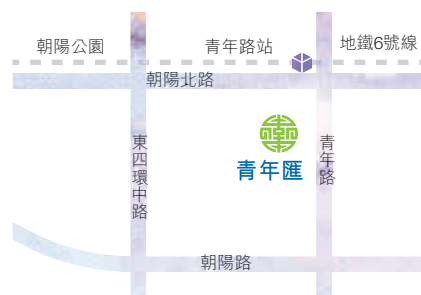 朝陽公園
青年路站
地鐵6號線
朝陽北路
東四環中路
青年匯
青年路
朝陽路